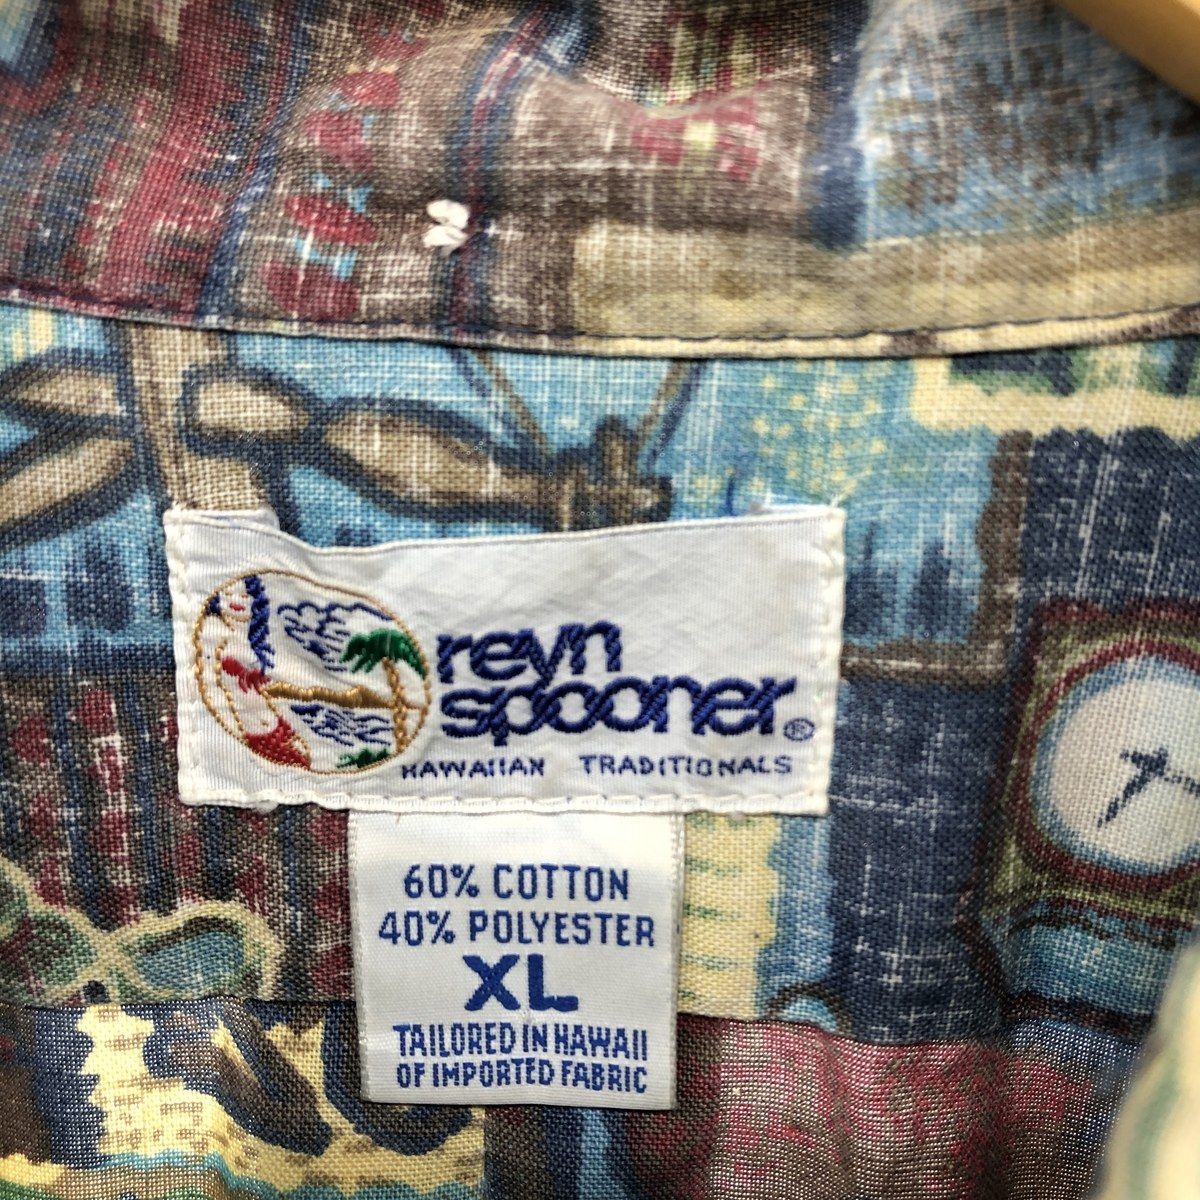 reyn
spooner®
HAWAIIAN TRADITIONALS
60% COTTON
40% POLYESTER
XL
TAILORED IN HAWAII
OF IMPORTED FABRIC